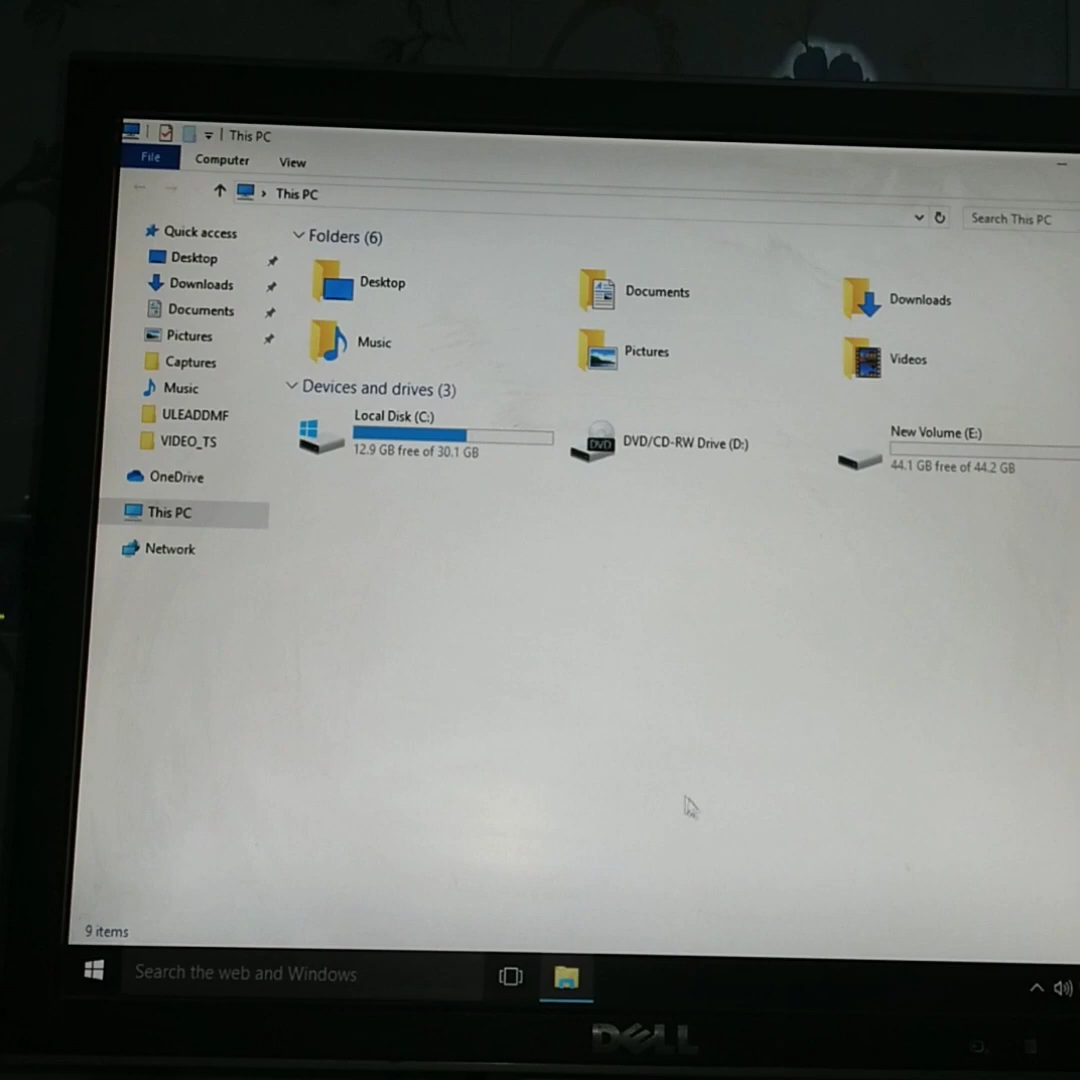 This PC
File Computer View
This PC
Search This PC
Quick access
Desktop
Downloads
Documents
Pictures
Captures
Music
ULEADDMF
VIDEO_TS
OneDrive
This PC
Network
Folders (6)
Desktop
Documents
Downloads
Music
Pictures
Videos
Devices and drives (3)
Local Disk (C:)
12.9 GB free of 30.1 GB
DVD
DVD/CD-RW Drive (D:)
New Volume (E:)
44.1 GB free of 44.2 GB
9 items
Search the web and Windows
DELL